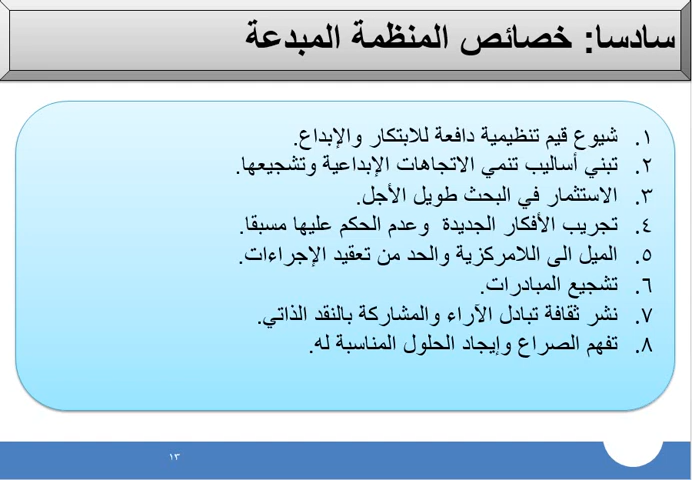 سادسا: خصائص المنظمة المبدعة
١. شيوع قيم تنظيمية دافعة للابتكار والإبداع.
٢. تبني أساليب تنمي الاتجاهات الإبداعية وتشجيعها.
٣. الاستثمار في البحث طويل الأجل.
٤. تجريب الأفكار الجديدة وعدم الحكم عليها مسبقا.
٥. الميل الى اللامركزية والحد من تعقيد الإجراءات.
٦. تشجيع المبادرات.
٧. نشر ثقافة تبادل الآراء والمشاركة بالنقد الذاتي.
٨. تفهم الصراع وإيجاد الحلول المناسبة له.
١٣